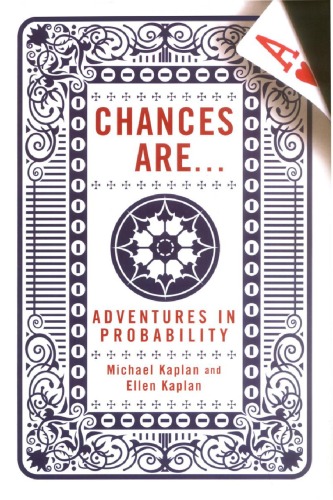 A
CHANCES
ARE...
ADVENTURES IN
PROBABILITY
Michael Kaplan and
Ellen Kaplan